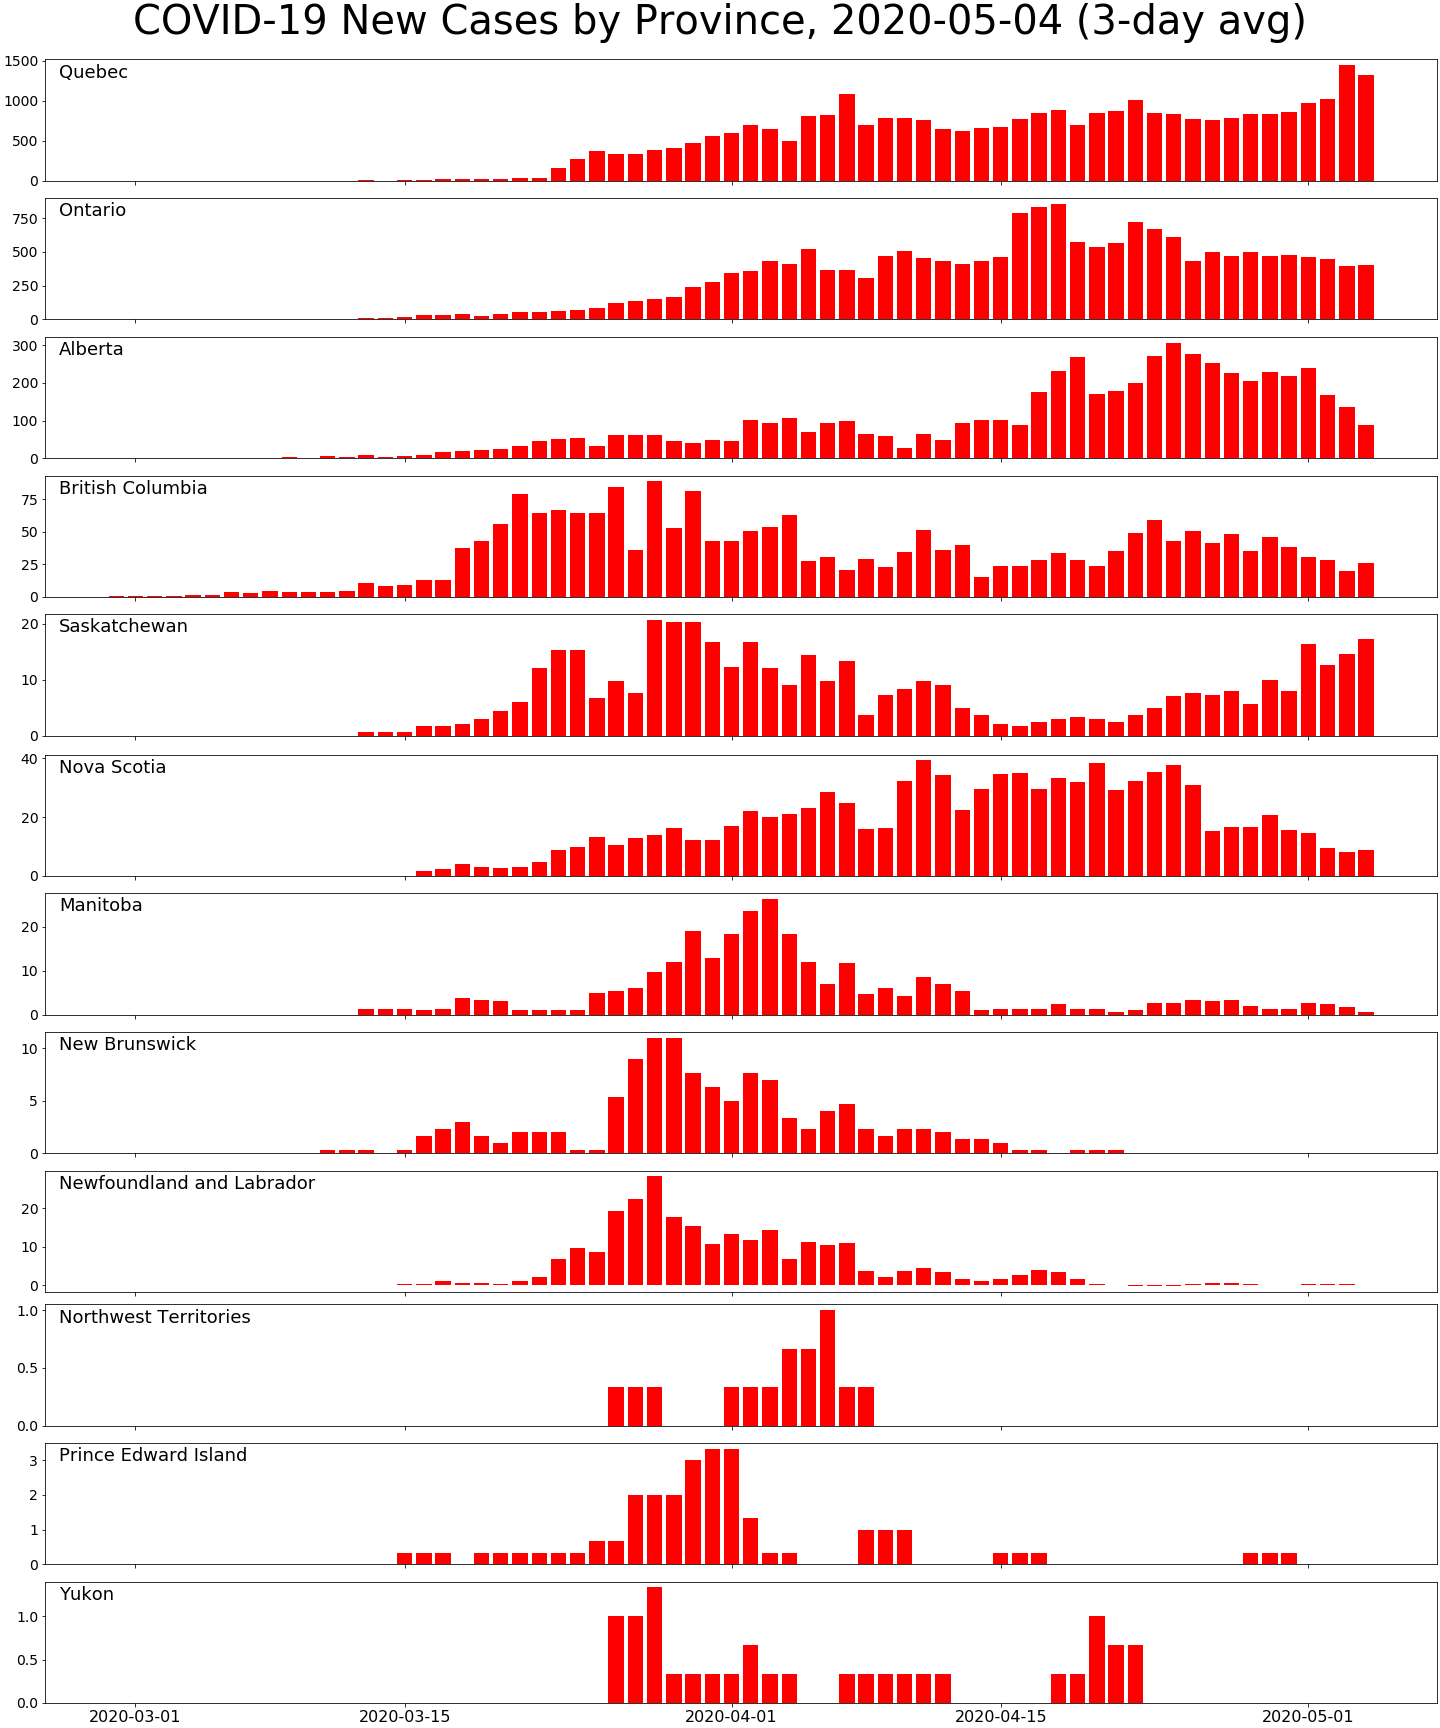 COVID-19 New Cases by Province, 2020-05-04 (3-day avg)
Quebec
1500
1000
500
0
Ontario
750
500
250
0
Alberta
300
200
100
0
British Columbia
75
50
25
0
Saskatchewan
20
10
0
Nova Scotia
40
20
0
Manitoba
20
10
0
New Brunswick
10
5
0
Newfoundland and Labrador
20
10
0
Northwest Territories
1.0
0.5
0.0
Prince Edward Island
3
2
1
0
Yukon
1.0
0.5
0.0
2020-03-01 2020-03-15 2020-04-01 2020-04-15 2020-05-01